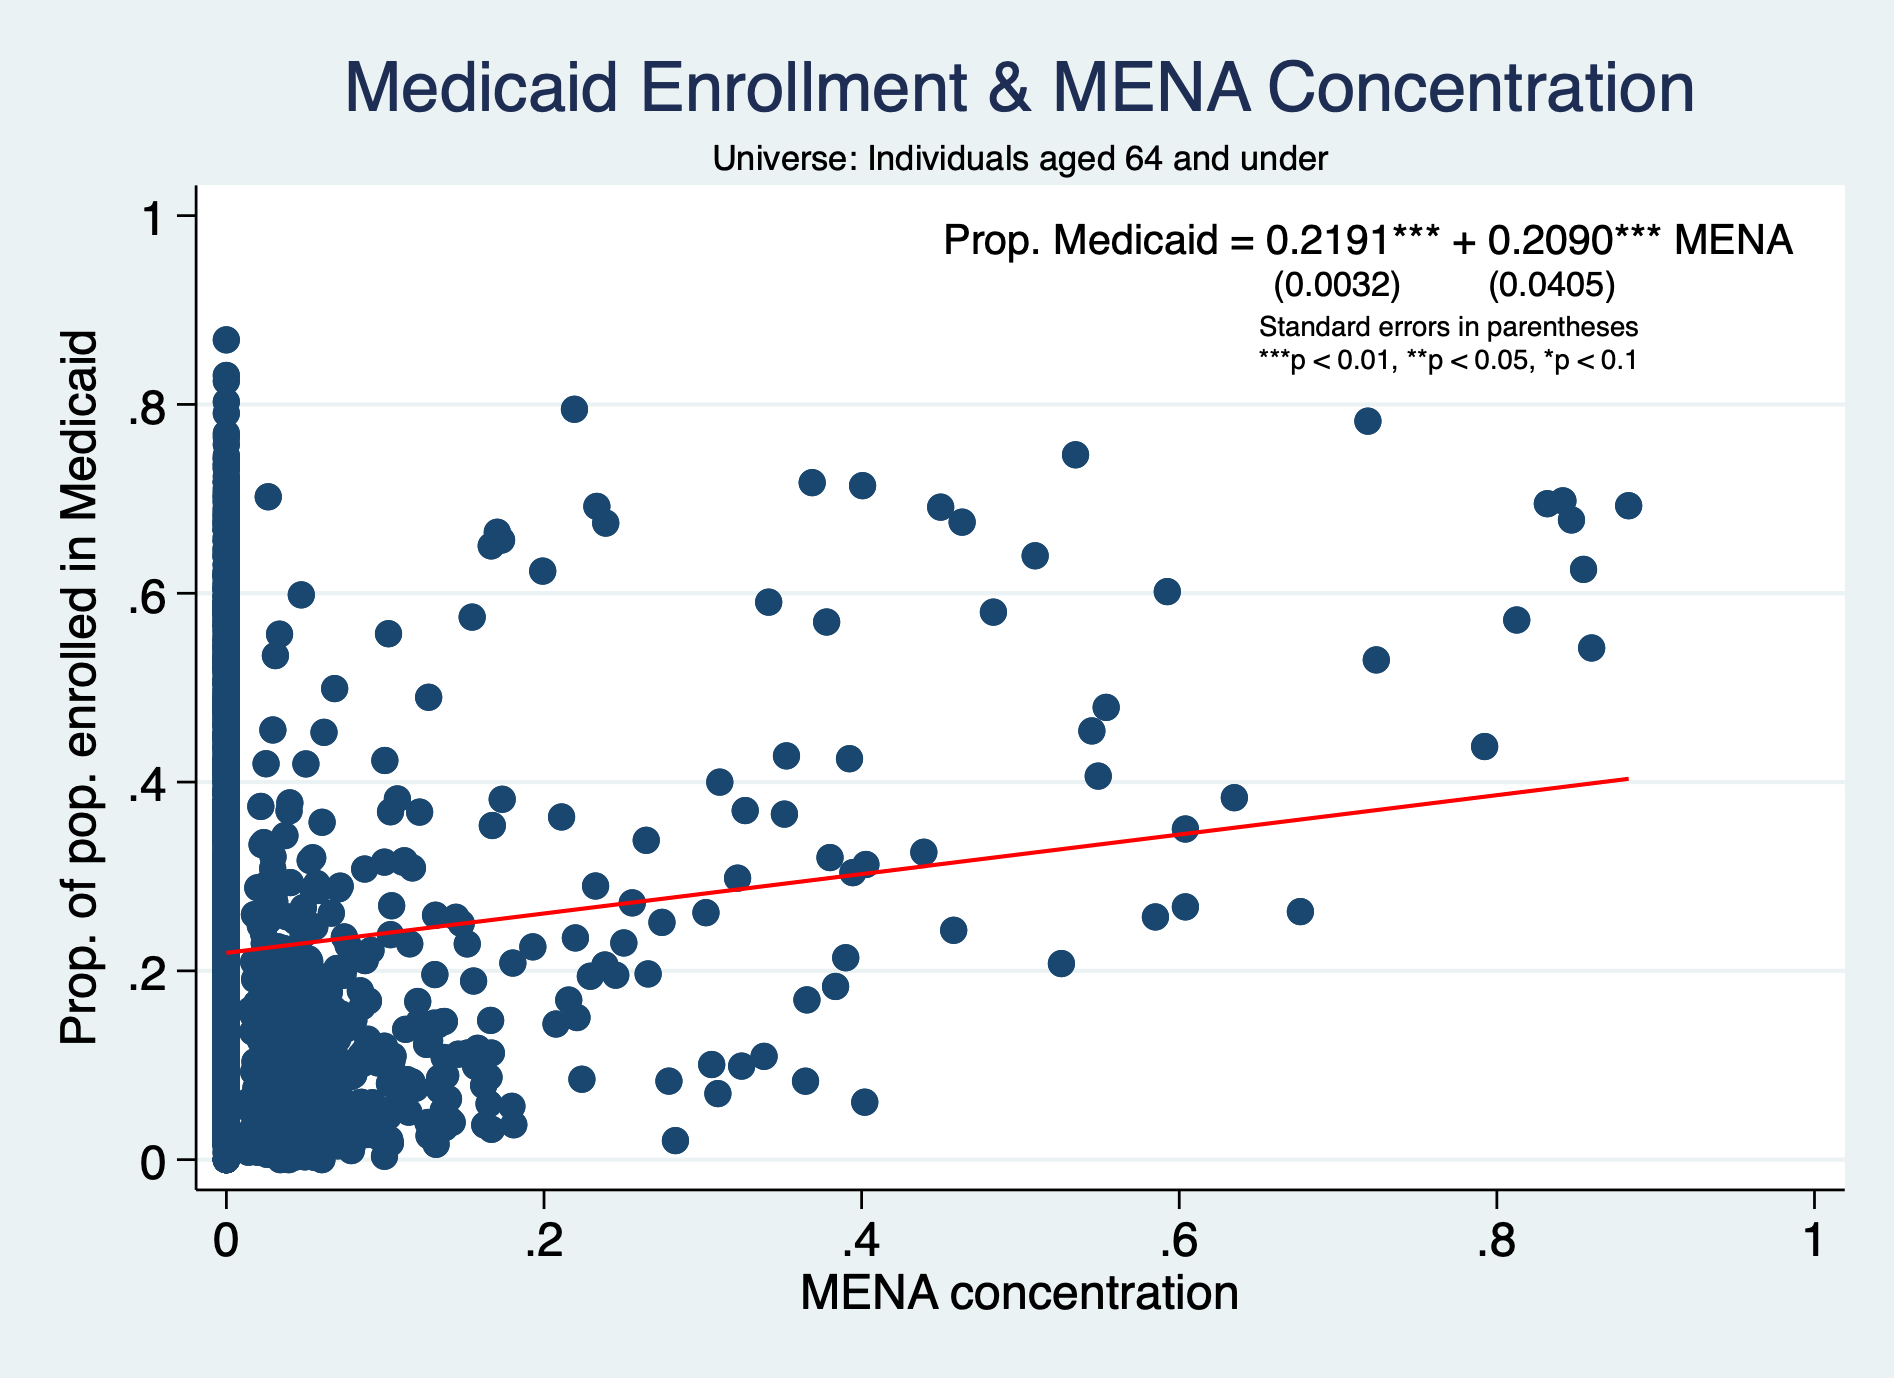 Medicaid Enrollment & MENA Concentration
Universe: Individuals aged 64 and under
Prop. Medicaid = 0.2191*** + 0.2090*** MENA
(0.0032) (0.0405)
Standard errors in parentheses
***p < 0.01, **p < 0.05, *p < 0.1
Prop. of pop. enrolled in Medicaid
1
.8
.6
.4
.2
0
0 .2 .4 .6 .8 1
MENA concentration